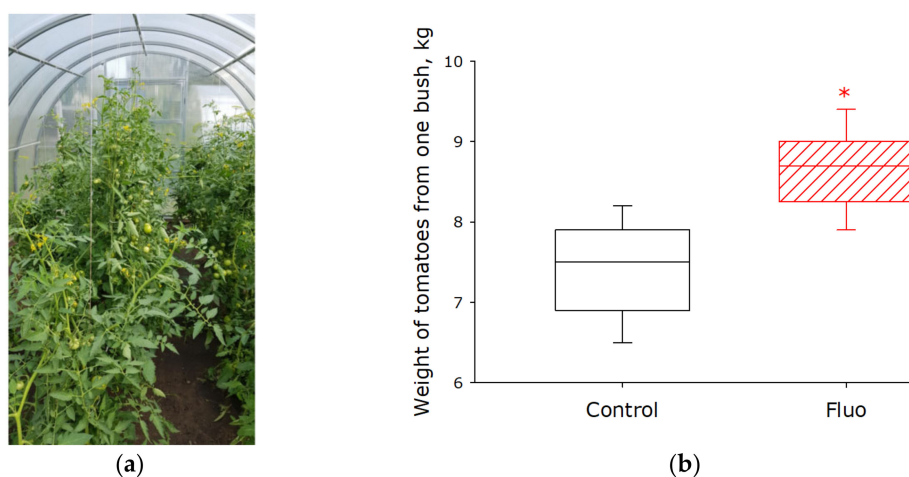 Weight of tomatoes from one bush, kg
10
9
8
7
6
*
Control
Fluo
(a)
(b)